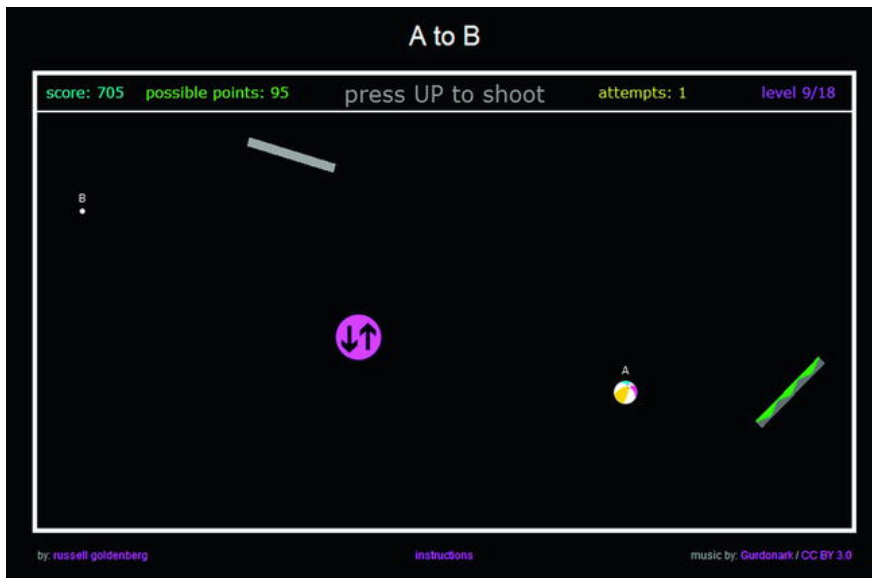 A to B
score: 705 possible points: 95 press UP to shoot attempts: 1 level 9/18
B
A
by: russell goldenberg instructions music by: Gurdonark / CC BY 3.0